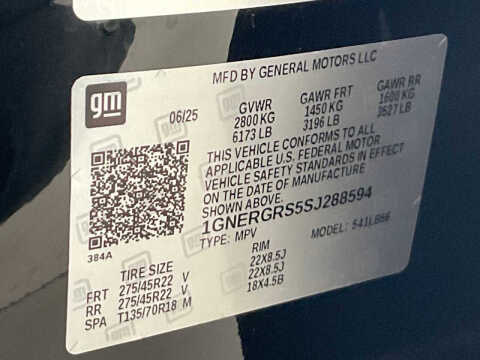 MFD BY GENERAL MOTORS LLC
gm
06/25
GVWR GAWR FRT GAWR RR
2800 KG 1450 KG 1600 KG
6173 LB 3196 LB 3527 LB
THIS VEHICLE CONFORMS TO ALL
APPLICABLE U.S. FEDERAL MOTOR
VEHICLE SAFETY STANDARDS IN EFFECT
ON THE DATE OF MANUFACTURE
SHOWN ABOVE.
1GNERGRS5SJ288594
TYPE: MPV MODEL: 541LB56
384A
TIRE SIZE RIM
FRT 275/45R22 V 22X8.5J
RR 275/45R22 V 22X8.5J
SPA T135/70R18 M 18X4.5B